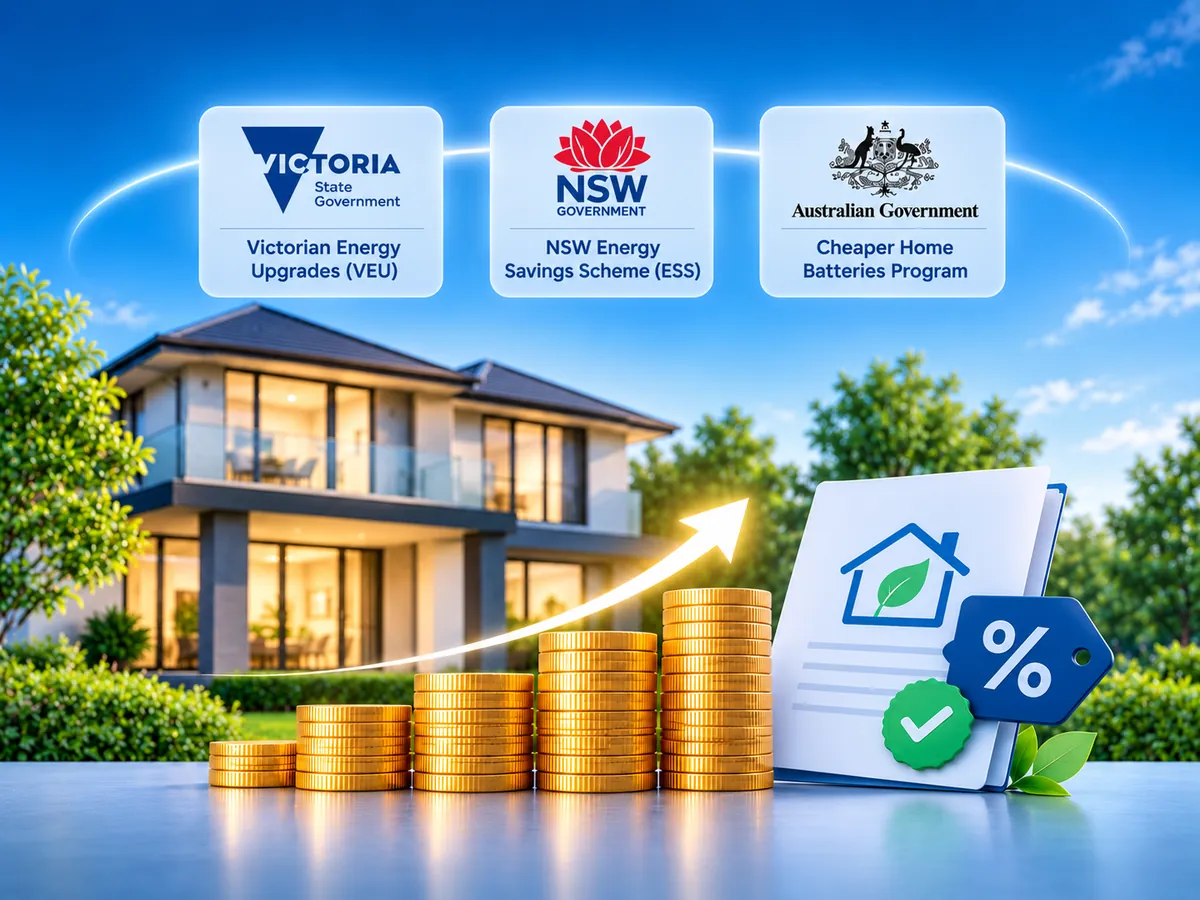 VICTORIA
State
Government
Victorian Energy
Upgrades (VEU)
NSW
GOVERNMENT
NSW Energy
Savings Scheme (ESS)
Australian Government
Cheaper Home
Batteries Program
%